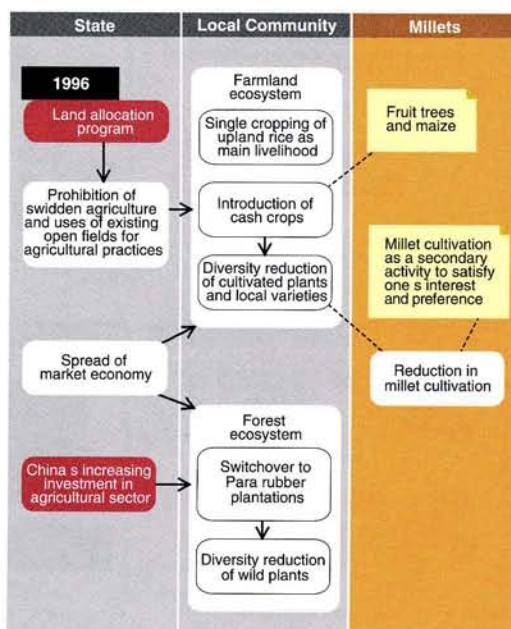 State
Local Community
Millets
1996
Land allocation
program
Prohibition of
swidden agriculture
and uses of existing
open fields for
agricultural practices
Spread of
market economy
China s increasing
investment in
agricultural sector
Farmland
ecosystem
Single cropping of
upland rice as
main livelihood
Introduction of
cash crops
Diversity reduction
of cultivated plants
and local varieties
Forest
ecosystem
Switchover to
Para rubber
plantations
Diversity reduction
of wild plants
Fruit trees
and maize
Millet cultivation
as a secondary
activity to satisfy
one s interest
and preference
Reduction in
millet cultivation